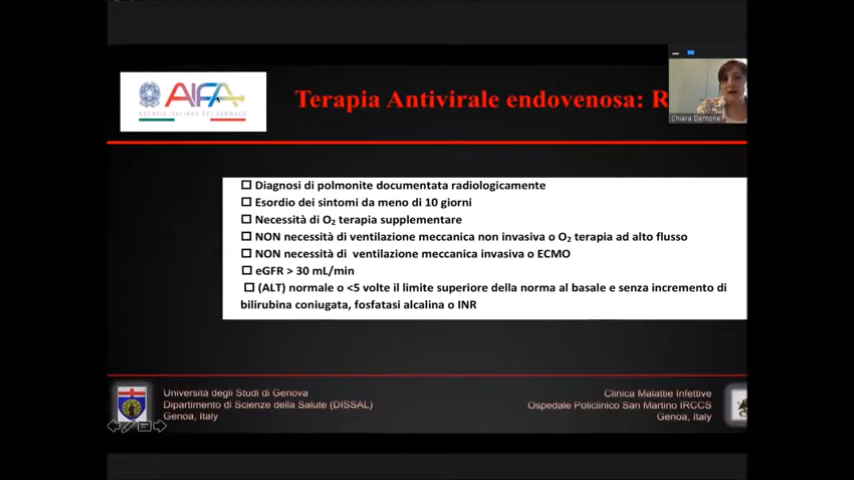 AIFA
AGENZIA ITALIANA DEL FARMACO
Terapia Antivirale endovenosa: R
Chiara Dentone
Diagnosi di polmonite documentata radiologicamente
Esordio dei sintomi da meno di 10 giorni
Necessità di O₂ terapia supplementare
NON necessità di ventilazione meccanica non invasiva o O₂ terapia ad alto flusso
NON necessità di ventilazione meccanica invasiva o ECMO
eGFR > 30 mL/min
(ALT) normale o <5 volte il limite superiore della norma al basale e senza incremento di
bilirubina coniugata, fosfatasi alcalina o INR
Università degli Studi di Genova
Dipartimento di Scienze della Salute (DISSAL)
Genoa, Italy
Clinica Malattie Infettive
Ospedale Policlinico San Martino IRCCS
Genoa, Italy